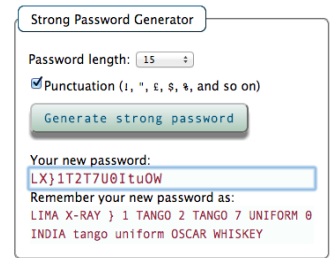 Strong Password Generator
Password length: 15
Punctuation (!, ", £, $, %, and so on)
Generate strong password
Your new password:
LX}1T2T7U0ItuOW
Remember your new password as:
LIMA X-RAY } 1 TANGO 2 TANGO 7 UNIFORM 0
INDIA tango uniform OSCAR WHISKEY